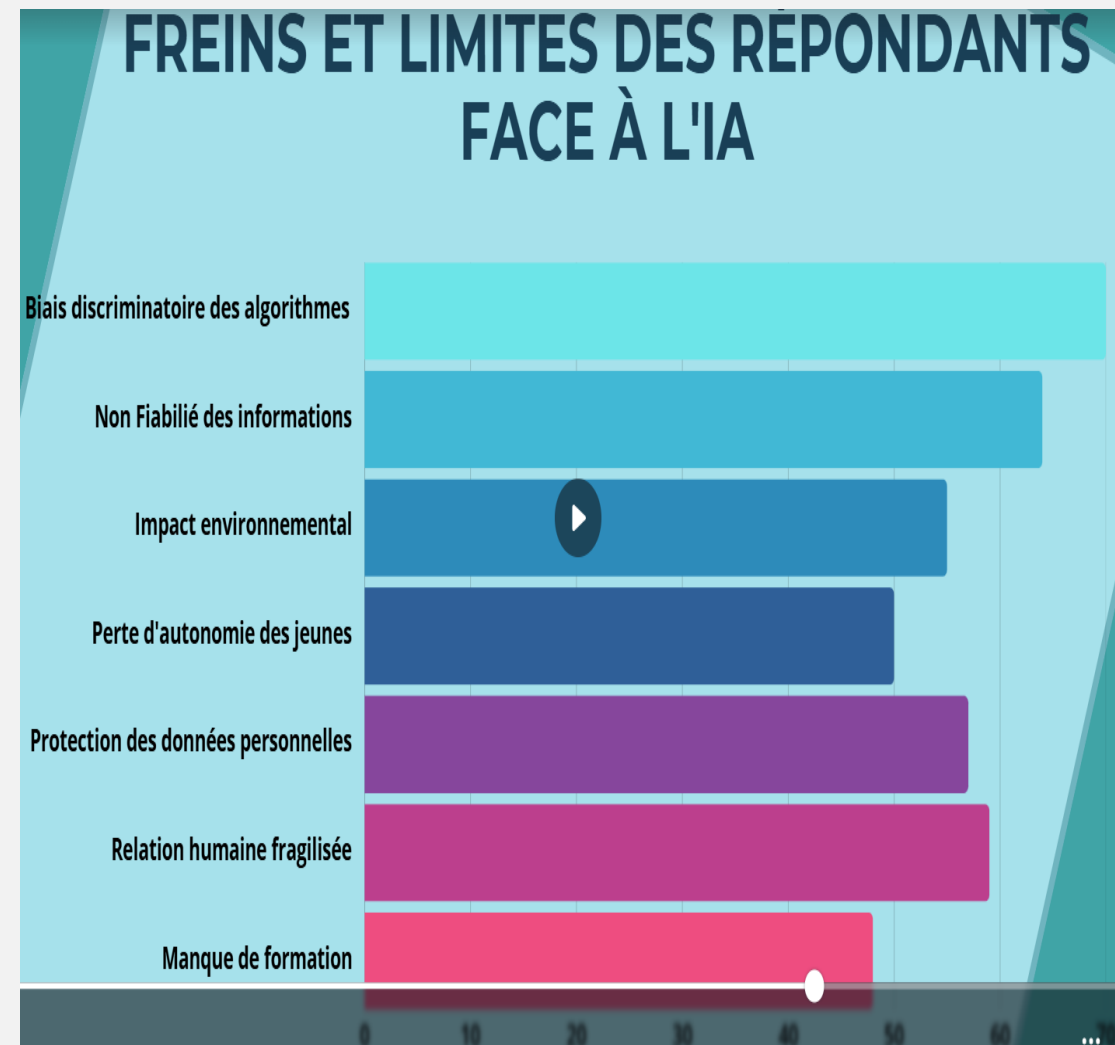 FREINS ET LIMITES DES RÉPONDANTS
FACE À L'IA
Biais discriminatoire des algorithmes
Non Fiabilié des informations
Impact environnemental
Perte d'autonomie des jeunes
Protection des données personnelles
Relation humaine fragilisée
Manque de formation
0 10 20 30 40 50 60 70